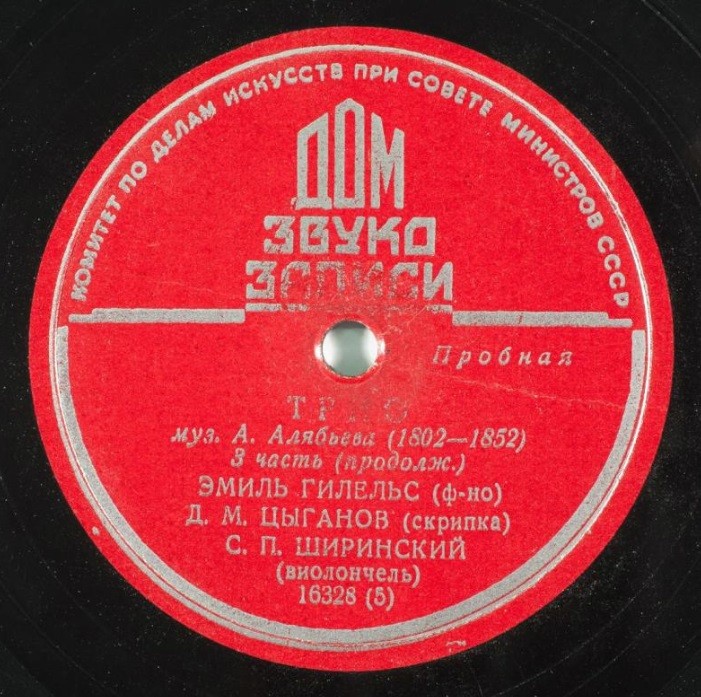 КОМИТЕТ ПО ДЕЛАМ ИСКУССТВ ПРИ СОВЕТЕ МИНИСТРОВ СССР
ДОМ
ЗВУКО
ЗАПИСИ
Пробная
ТРИО
муз. А. Алябьева (1802—1852)
3 часть (продолж.)
ЭМИЛЬ ГИЛЕЛЬС (ф-но)
Д. М. ЦЫГАНОВ (скрипка)
С. П. ШИРИНСКИЙ
(виолончель)
16328 (5)